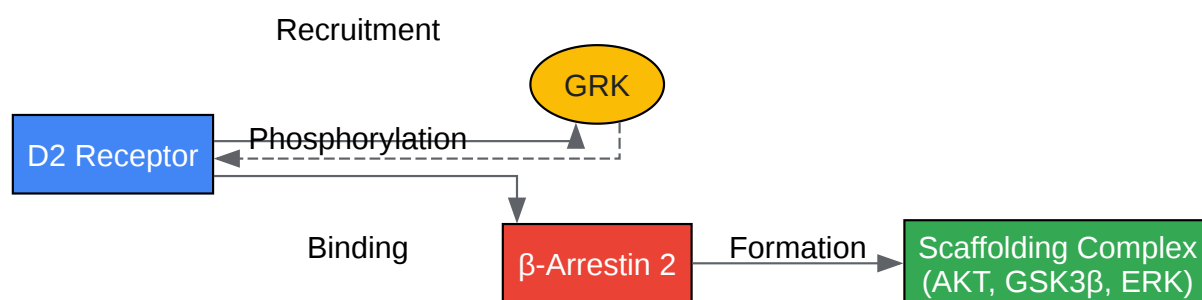 Recruitment
GRK
Phosphorylation
D2 Receptor
Binding
β-Arrestin 2
Formation
Scaffolding Complex
(AKT, GSK3β, ERK)